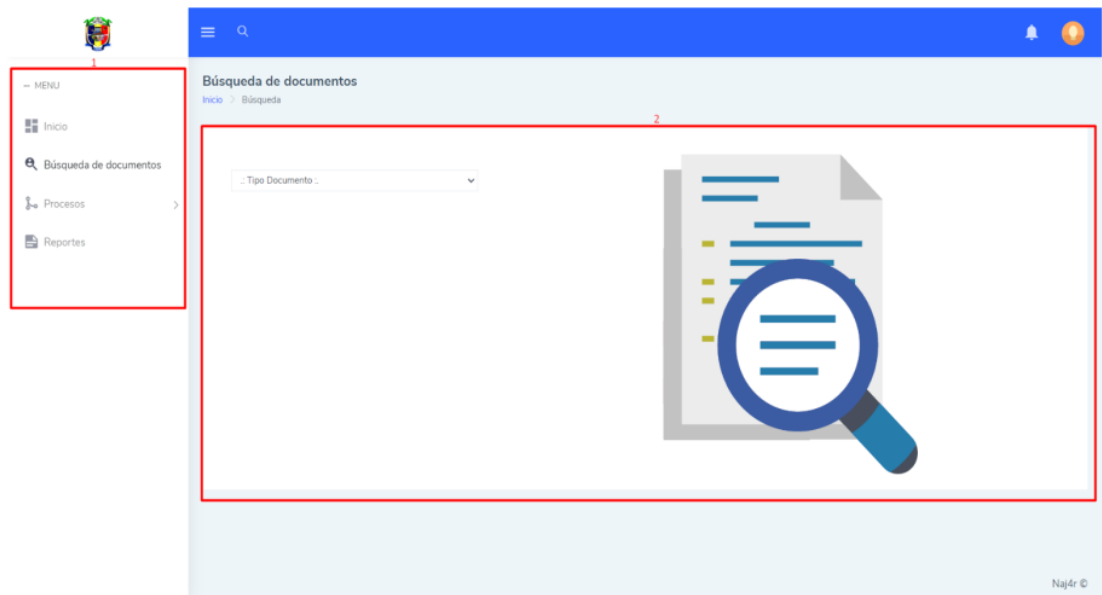 1
— MENU
Inicio
Búsqueda de documentos
Procesos
Reportes
Búsqueda de documentos
Inicio > Búsqueda
2
.: Tipo Documento :.
Naj4r ©